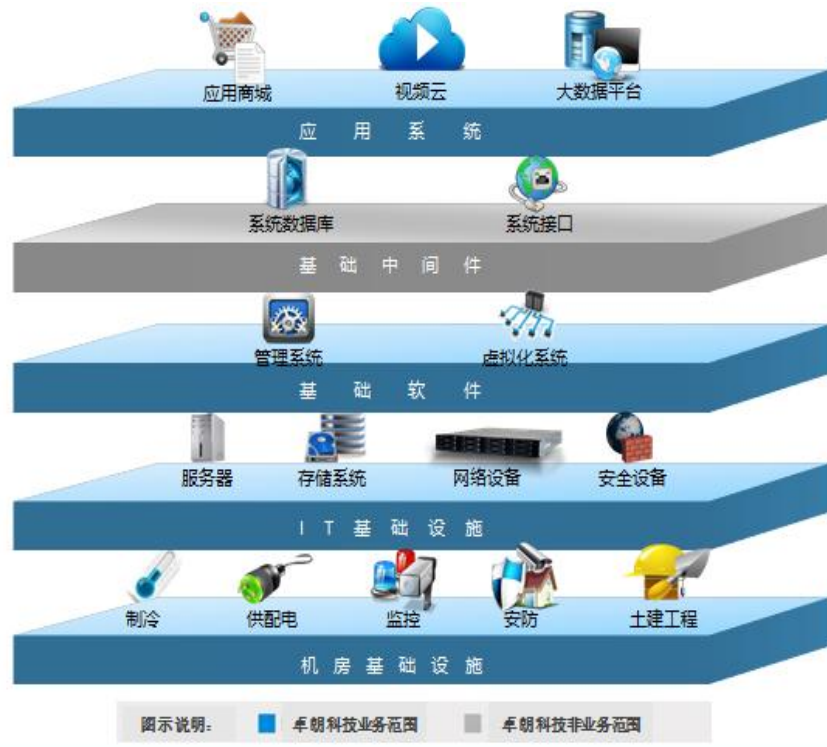 应用商城 视频云 大数据平台
应用系统
系统数据库 系统接口
基础中间件
管理系统 虚拟化系统
基础软件
服务器 存储系统 网络设备 安全设备
IT基础设施
制冷 供配电 监控 安防 土建工程
机房基础设施
图示说明: 卓朗科技业务范围 卓朗科技非业务范围